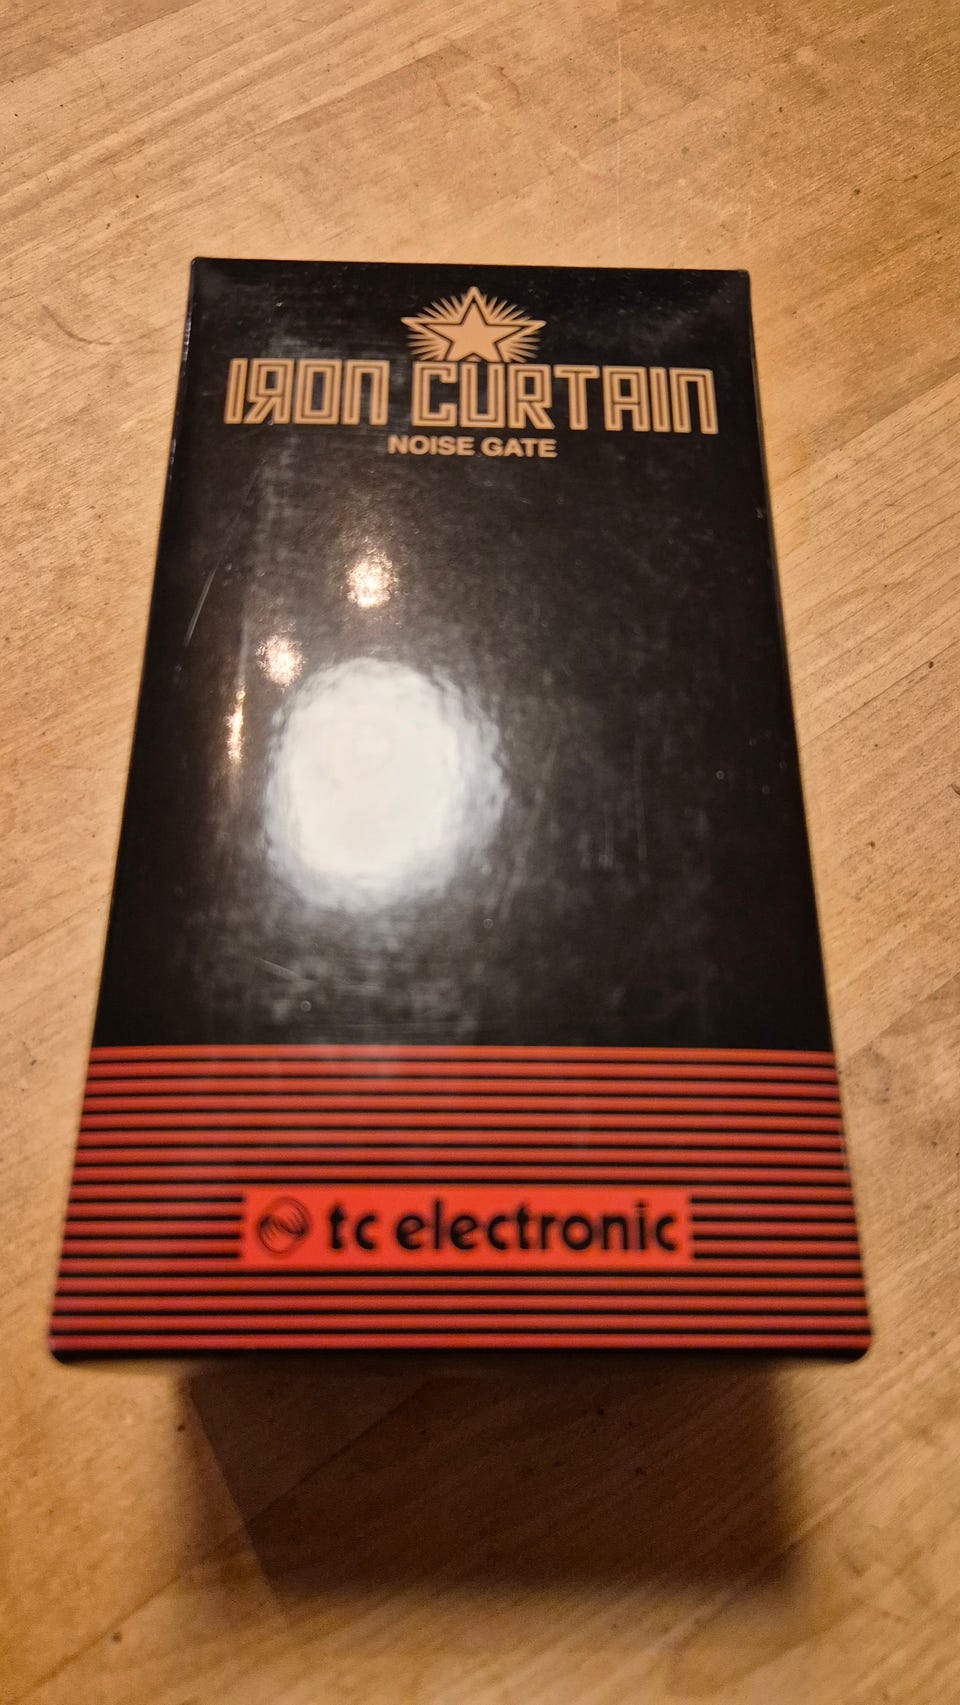 IЯON CURTAIN
NOISE GATE
tc electronic